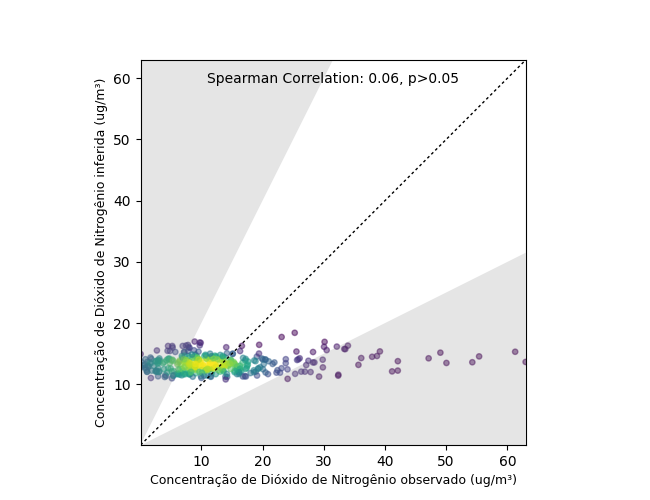 Spearman Correlation: 0.06, p>0.05
Concentração de Dióxido de Nitrogênio inferida (ug/m³)
60
50
40
30
20
10
10 20 30 40 50 60
Concentração de Dióxido de Nitrogênio observado (ug/m³)